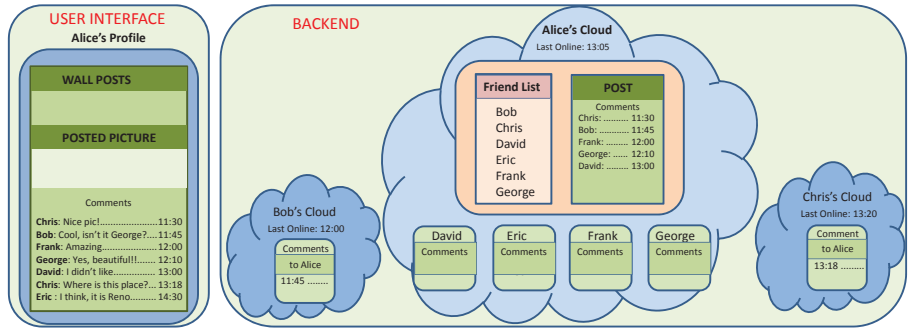 USER INTERFACE
Alice's Profile
WALL POSTS
POSTED PICTURE
Comments
Chris: Nice pic!......................11:30
Bob: Cool, isn't it George?....11:45
Frank: Amazing....................12:00
George: Yes, beautiful!!!.......12:10
David: I didn't like................13:00
Chris: Where is this place?...13:18
Eric : I think, it is Reno.........14:30
BACKEND
Alice's Cloud
Last Online: 13:05
Friend List
Bob
Chris
David
Eric
Frank
George
POST
Comments
Chris: .......... 11:30
Bob: ............ 11:45
Frank: .......... 12:00
George: ...... 12:10
David: .......... 13:00
Bob's Cloud
Last Online: 12:00
Comments
to Alice
11:45 ........
David
Comments
Eric
Comments
Frank
Comments
George
Comments
Chris's Cloud
Last Online: 13:20
Comment
to Alice
13:18 .........